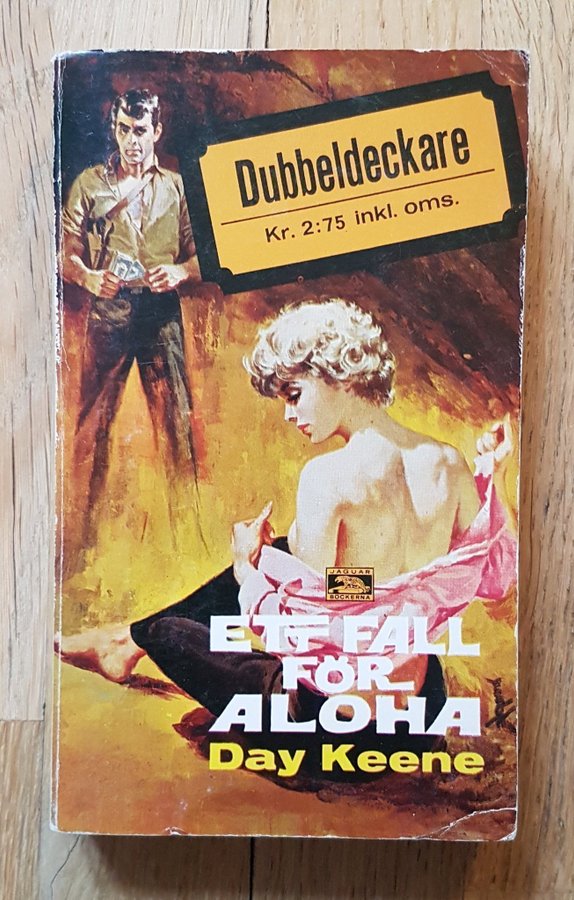 Dubbeldeckare
Kr. 2:75 inkl. oms.
JAGUAR
BÖCKERNA
ETT FALL
FÖR
ALOHA
Day Keene